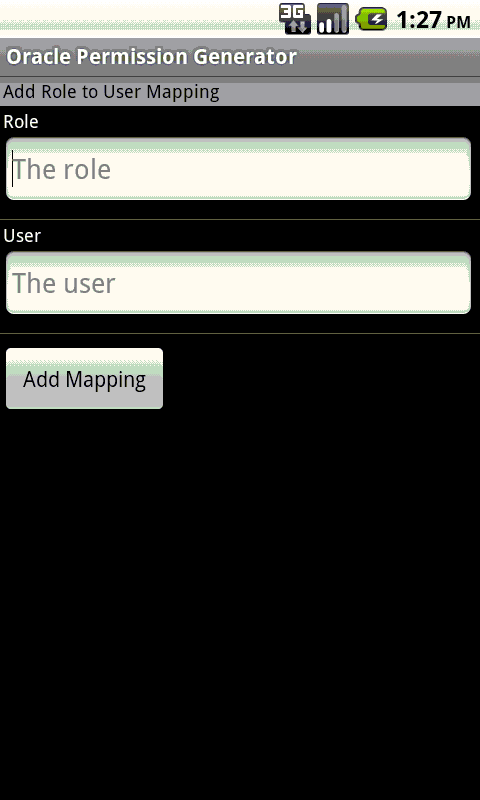 3G
1:27 PM
Oracle Permission Generator
Add Role to User Mapping
Role
The role
User
The user
Add Mapping